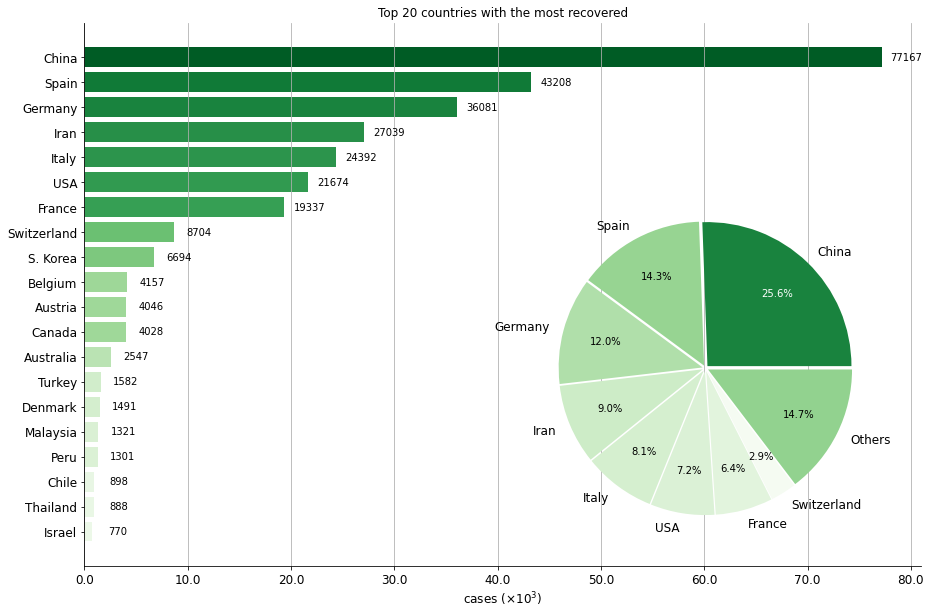 Top 20 countries with the most recovered
China 77167
Spain 43208
Germany 36081
Iran 27039
Italy 24392
USA 21674
France 19337
Switzerland 8704
S. Korea 6694
Belgium 4157
Austria 4046
Canada 4028
Australia 2547
Turkey 1582
Denmark 1491
Malaysia 1321
Peru 1301
Chile 898
Thailand 888
Israel 770
0.0 10.0 20.0 30.0 40.0 50.0 60.0 70.0 80.0
cases (×10³)
China 25.6%
Spain 14.3%
Germany 12.0%
Iran 9.0%
Italy 8.1%
USA 7.2%
France 6.4%
Switzerland 2.9%
Others 14.7%